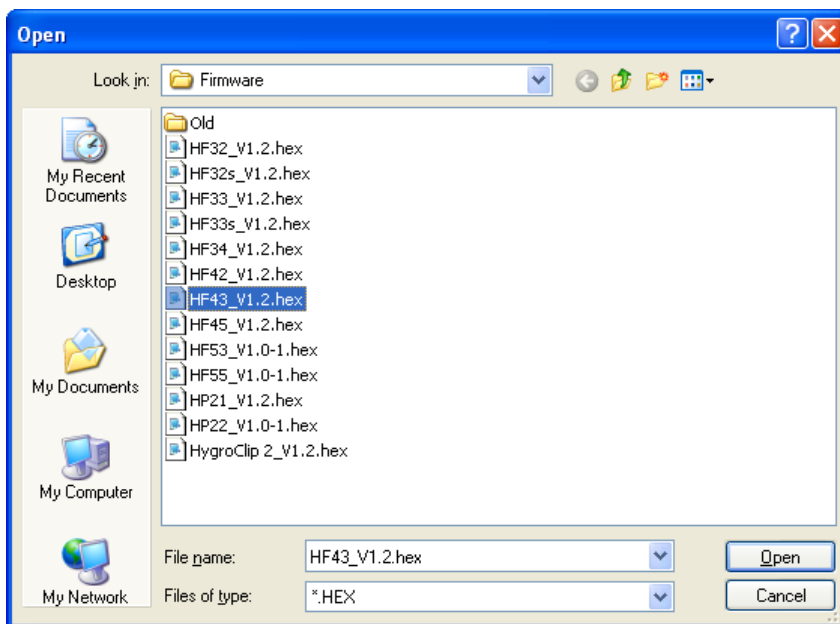 Open
Look in:
Firmware
My Recent
Documents
Desktop
My Documents
My Computer
My Network
Old
HF32_V1.2.hex
HF32s_V1.2.hex
HF33_V1.2.hex
HF33s_V1.2.hex
HF34_V1.2.hex
HF42_V1.2.hex
HF43_V1.2.hex
HF45_V1.2.hex
HF53_V1.0-1.hex
HF55_V1.0-1.hex
HP21_V1.2.hex
HP22_V1.0-1.hex
HygroClip 2_V1.2.hex
File name:
HF43_V1.2.hex
Open
Files of type:
*.HEX
Cancel